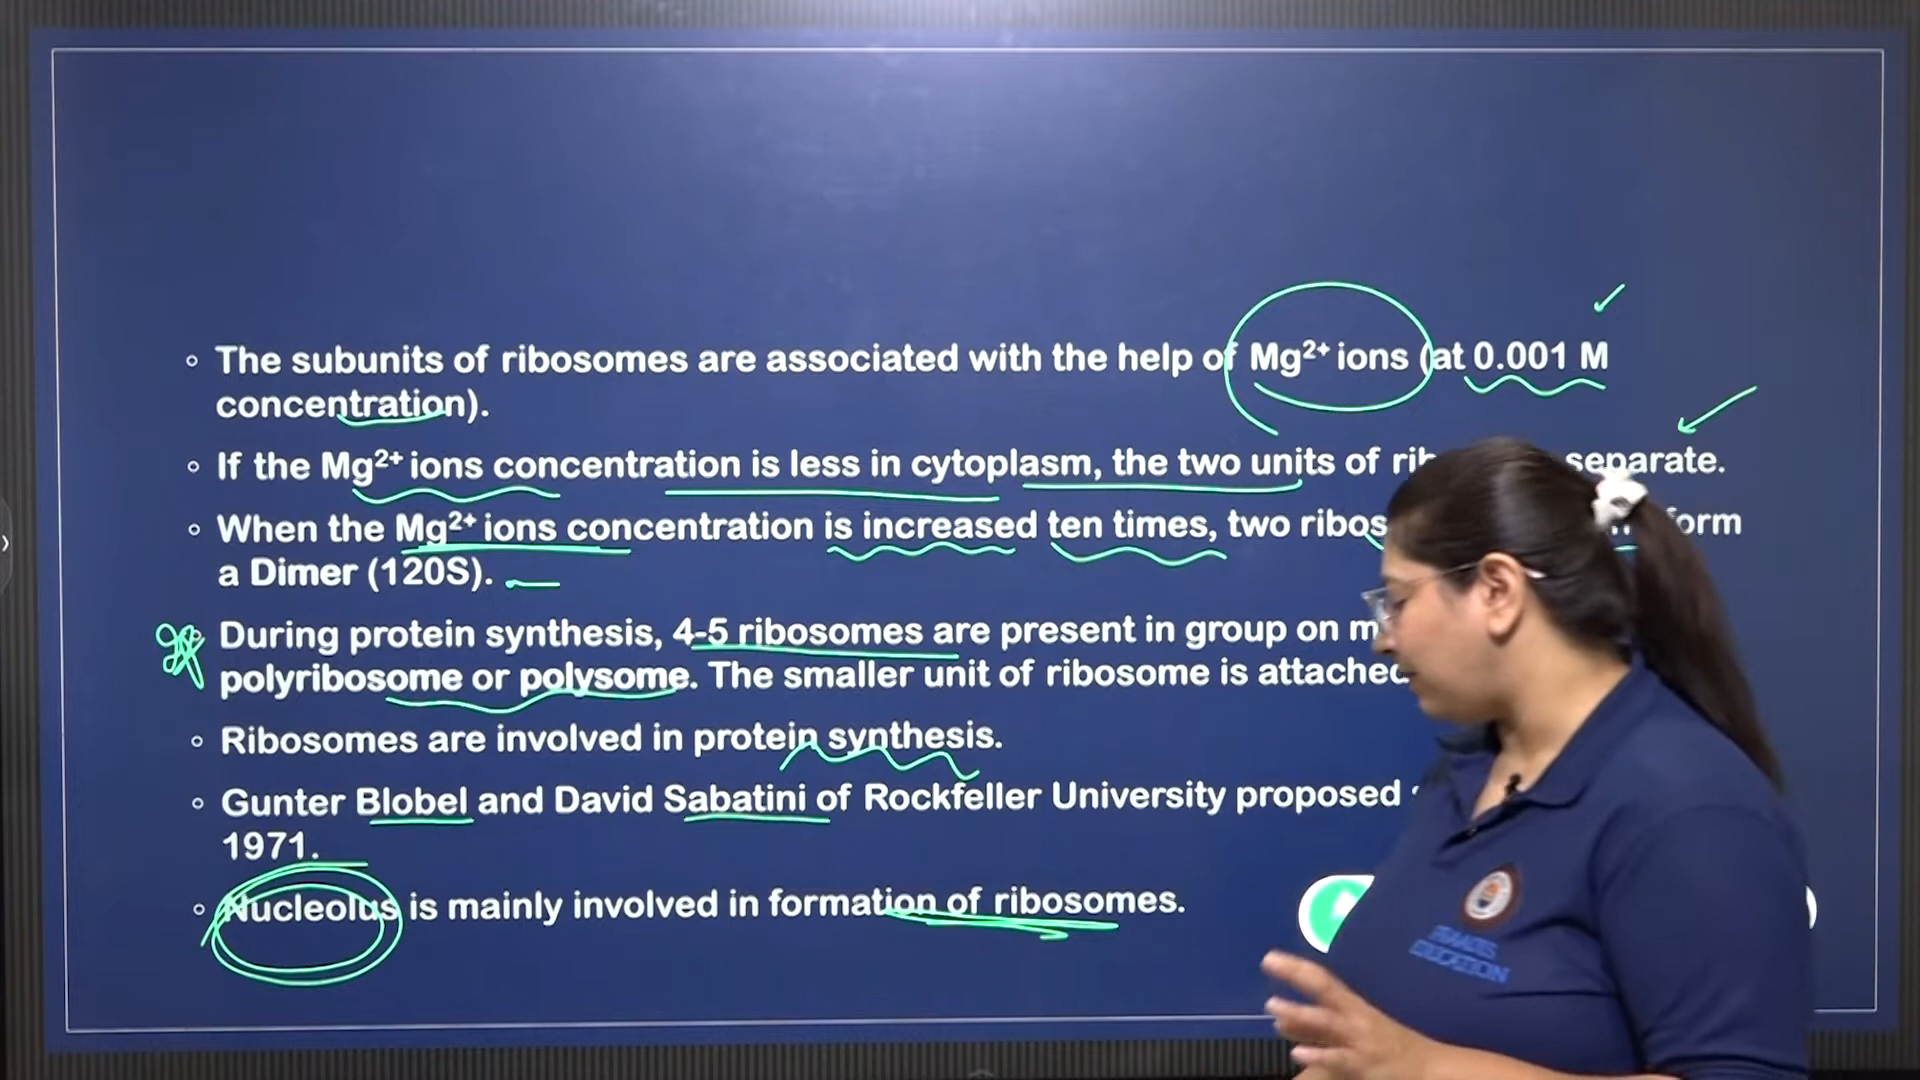 The subunits of ribosomes are associated with the help of Mg²⁺ ions (at 0.001 M
concentration).
If the Mg²⁺ ions concentration is less in cytoplasm, the two units of separate.
When the Mg²⁺ ions concentration is increased ten times, two form
a Dimer (120S).
During protein synthesis, 4-5 ribosomes are present in group on
polyribosome or polysome. The smaller unit of ribosome is attached
Ribosomes are involved in protein synthesis.
Gunter Blobel and David Sabatini of Rockfeller University proposed
1971.
Nucleolus is mainly involved in formation of ribosomes.